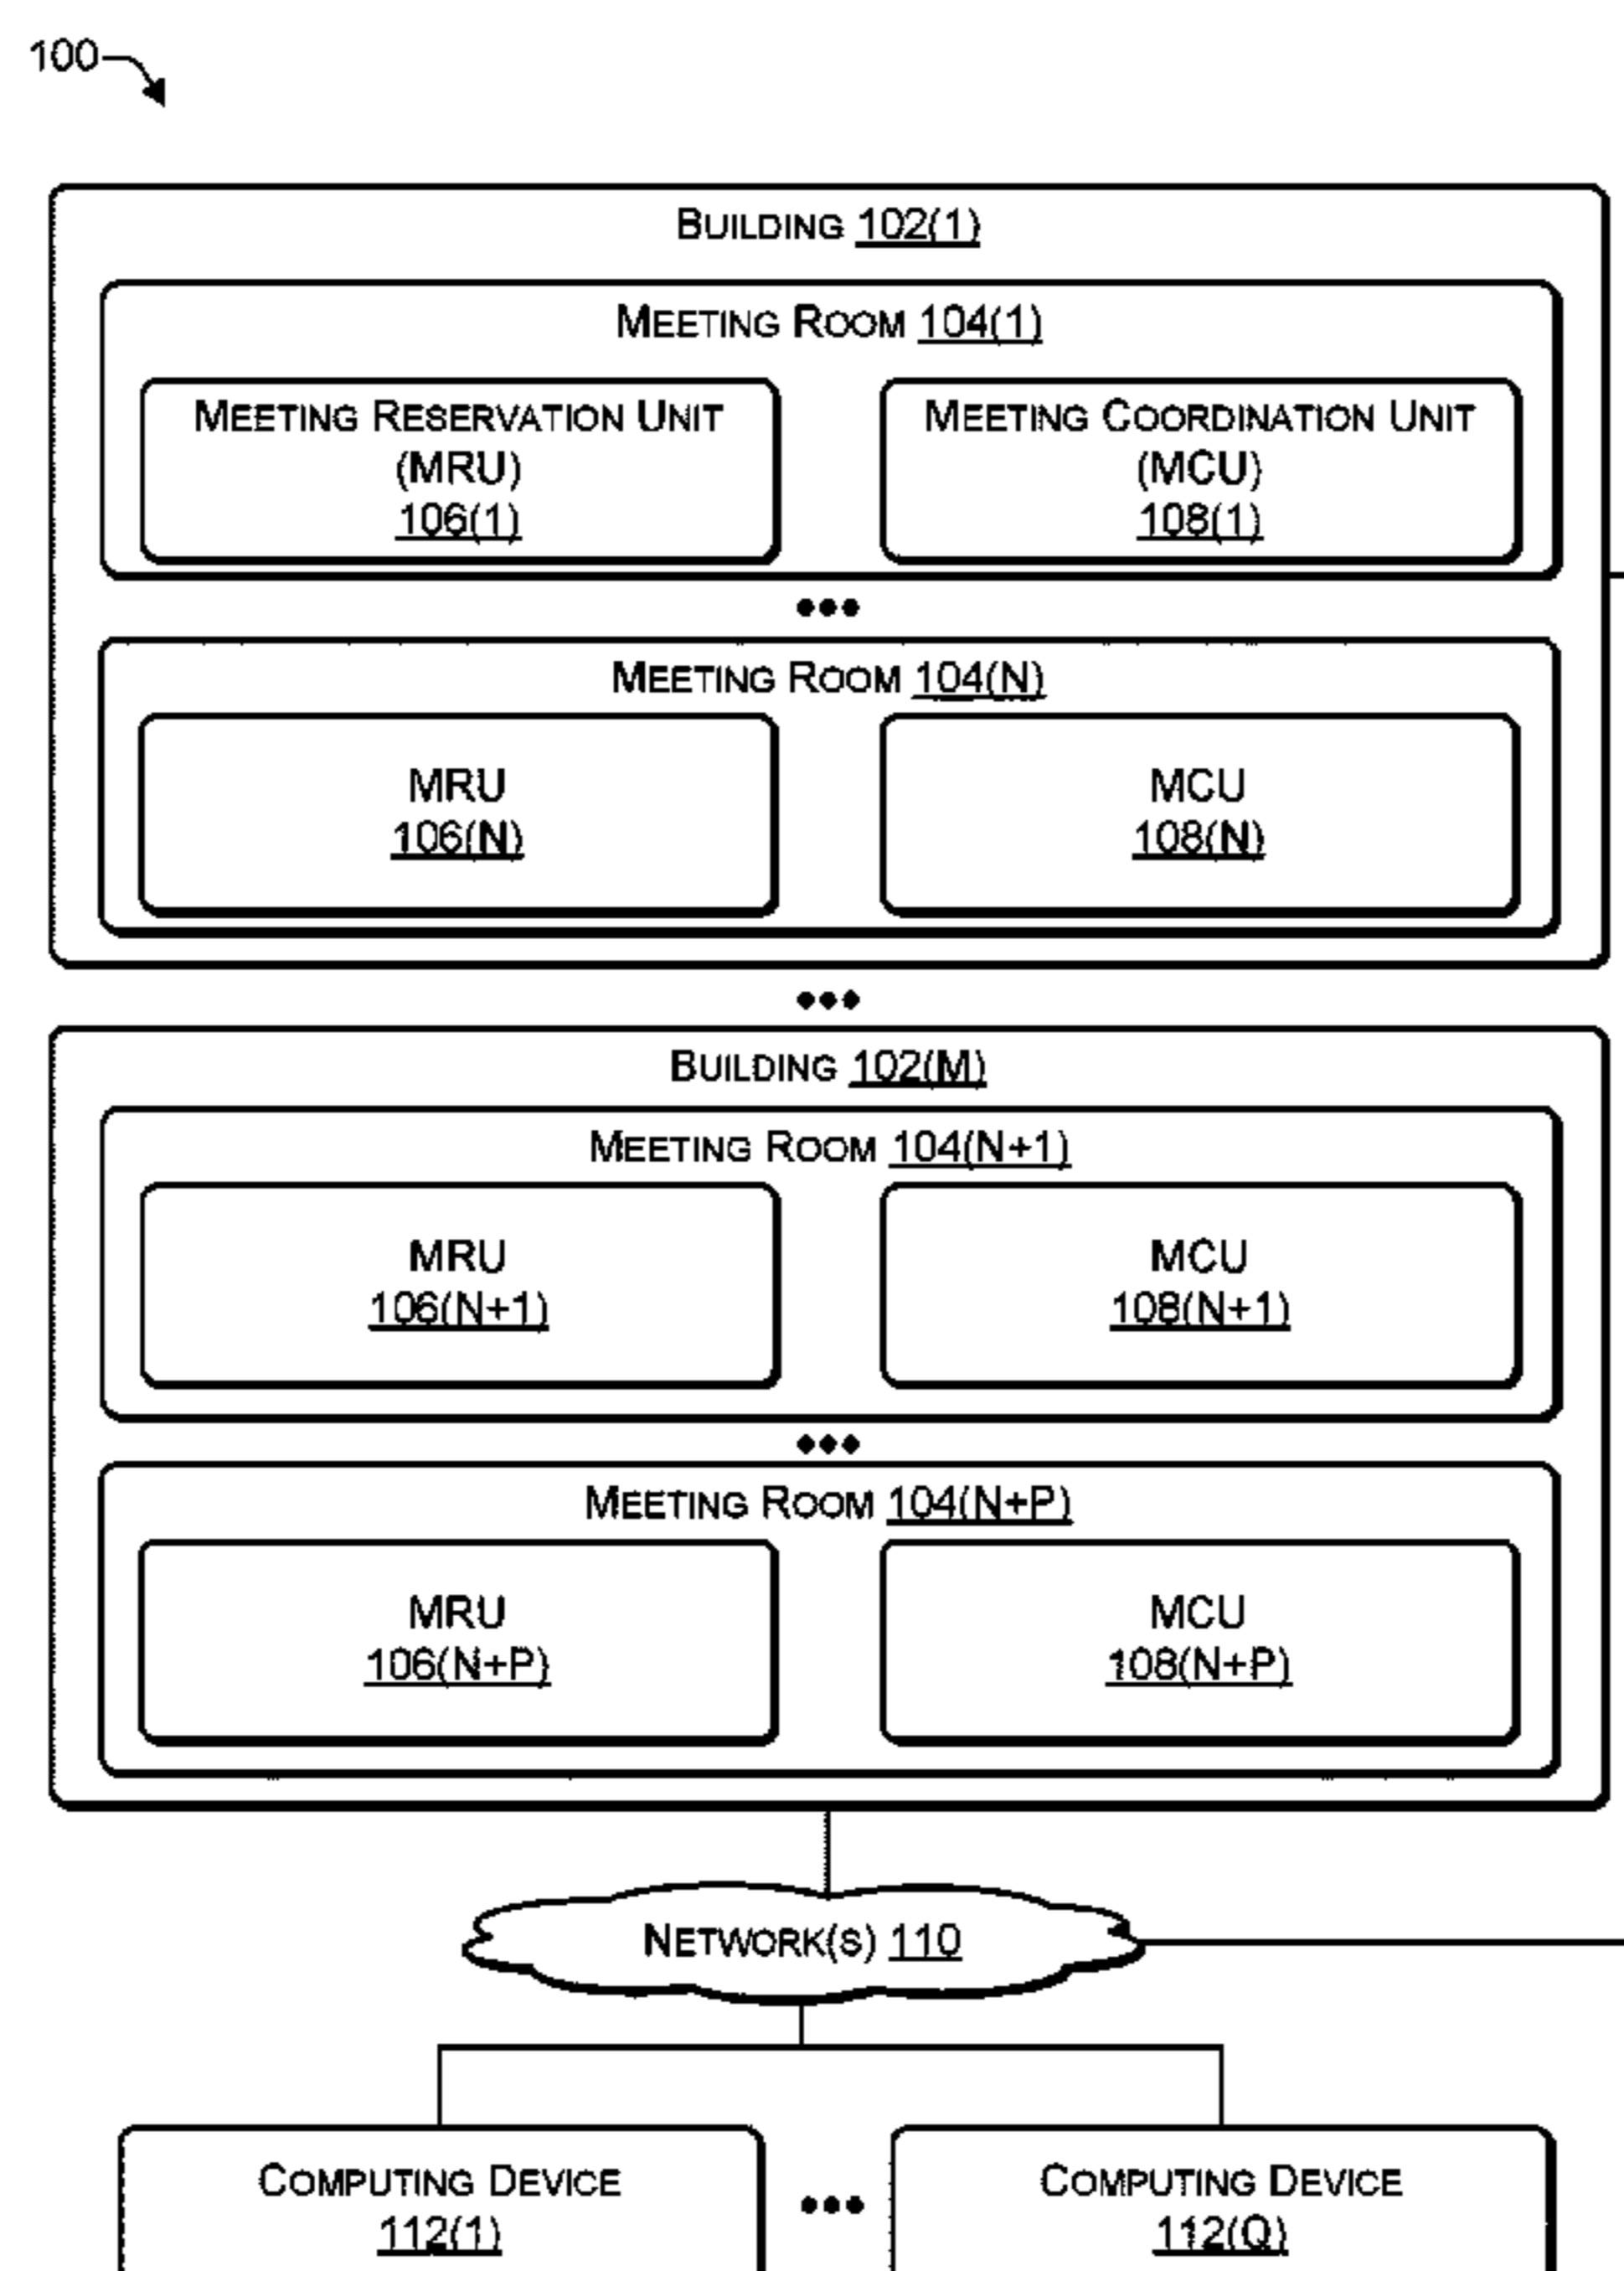 100
BUILDING 102(1)
MEETING ROOM 104(1)
MEETING RESERVATION UNIT
(MRU)
106(1)
MEETING COORDINATION UNIT
(MCU)
108(1)
•••
MEETING ROOM 104(N)
MRU
106(N)
MCU
108(N)
•••
BUILDING 102(M)
MEETING ROOM 104(N+1)
MRU
106(N+1)
MCU
108(N+1)
•••
MEETING ROOM 104(N+P)
MRU
106(N+P)
MCU
108(N+P)
NETWORK(S) 110
COMPUTING DEVICE
112(1)
•••
COMPUTING DEVICE
112(Q)